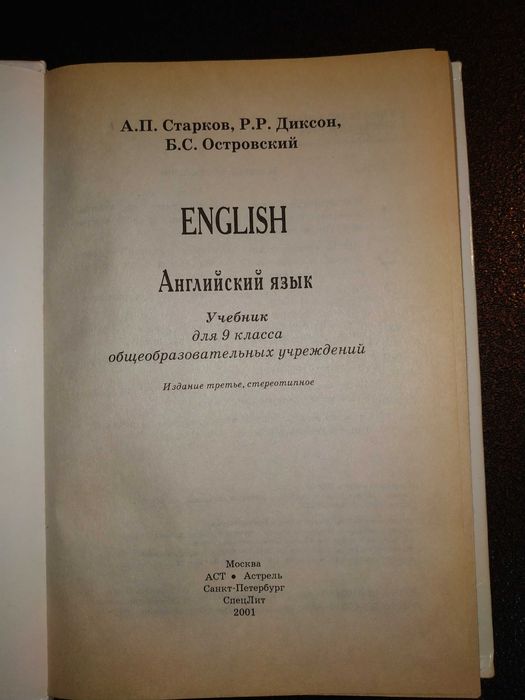 А.П. Старков, Р.Р. Диксон,
Б.С. Островский
ENGLISH
Английский язык
Учебник
для 9 класса
общеобразовательных учреждений
Издание третье, стереотипное
Москва
АСТ • Астрель
Санкт-Петербург
СпецЛит
2001